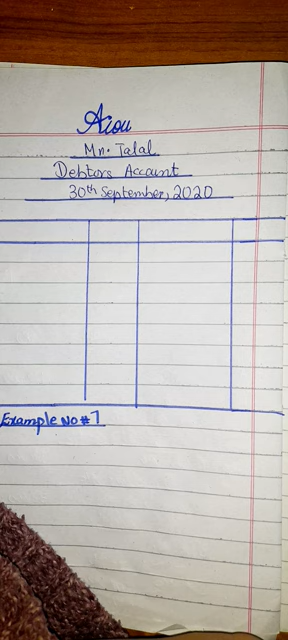 Aiou
Mr. Talal
Debtors Account
30th September, 2020
Example No # 7